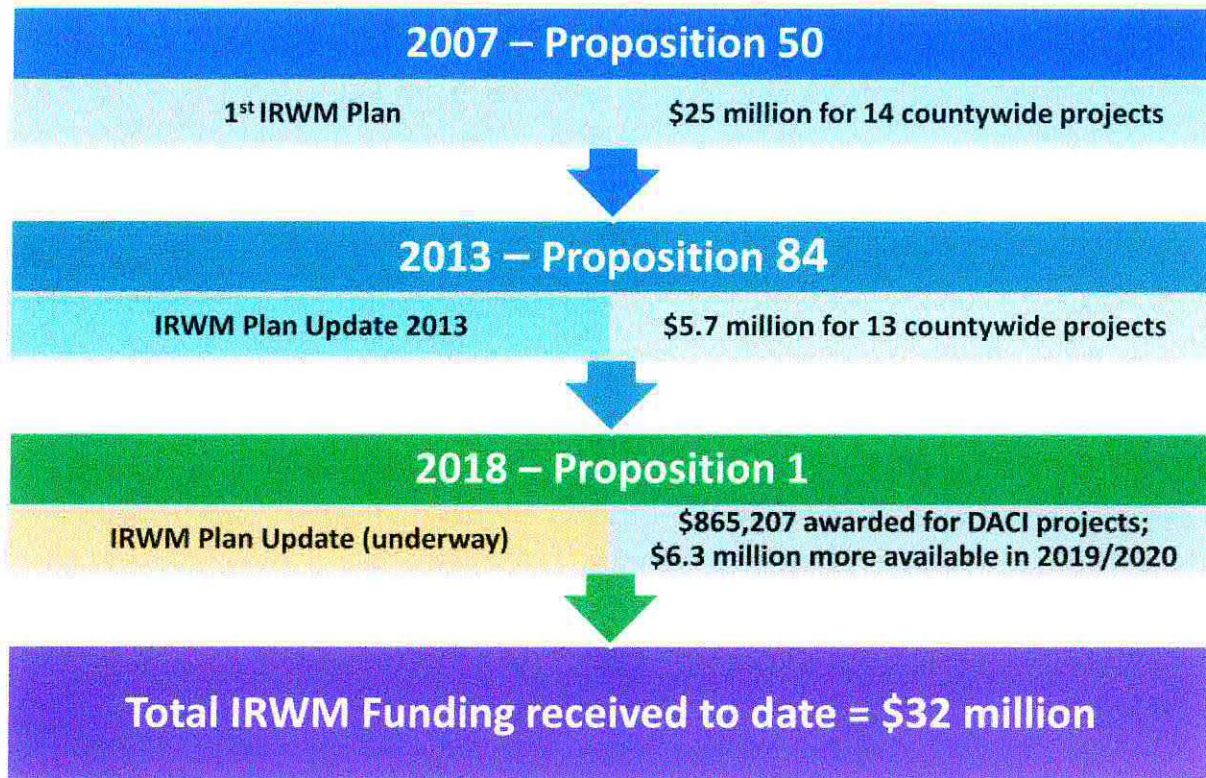 2007 – Proposition 50
1st IRWM Plan
$25 million for 14 countywide projects
2013 – Proposition 84
IRWM Plan Update 2013
$5.7 million for 13 countywide projects
2018 – Proposition 1
IRWM Plan Update (underway)
$865,207 awarded for DACI projects;
$6.3 million more available in 2019/2020
Total IRWM Funding received to date = $32 million